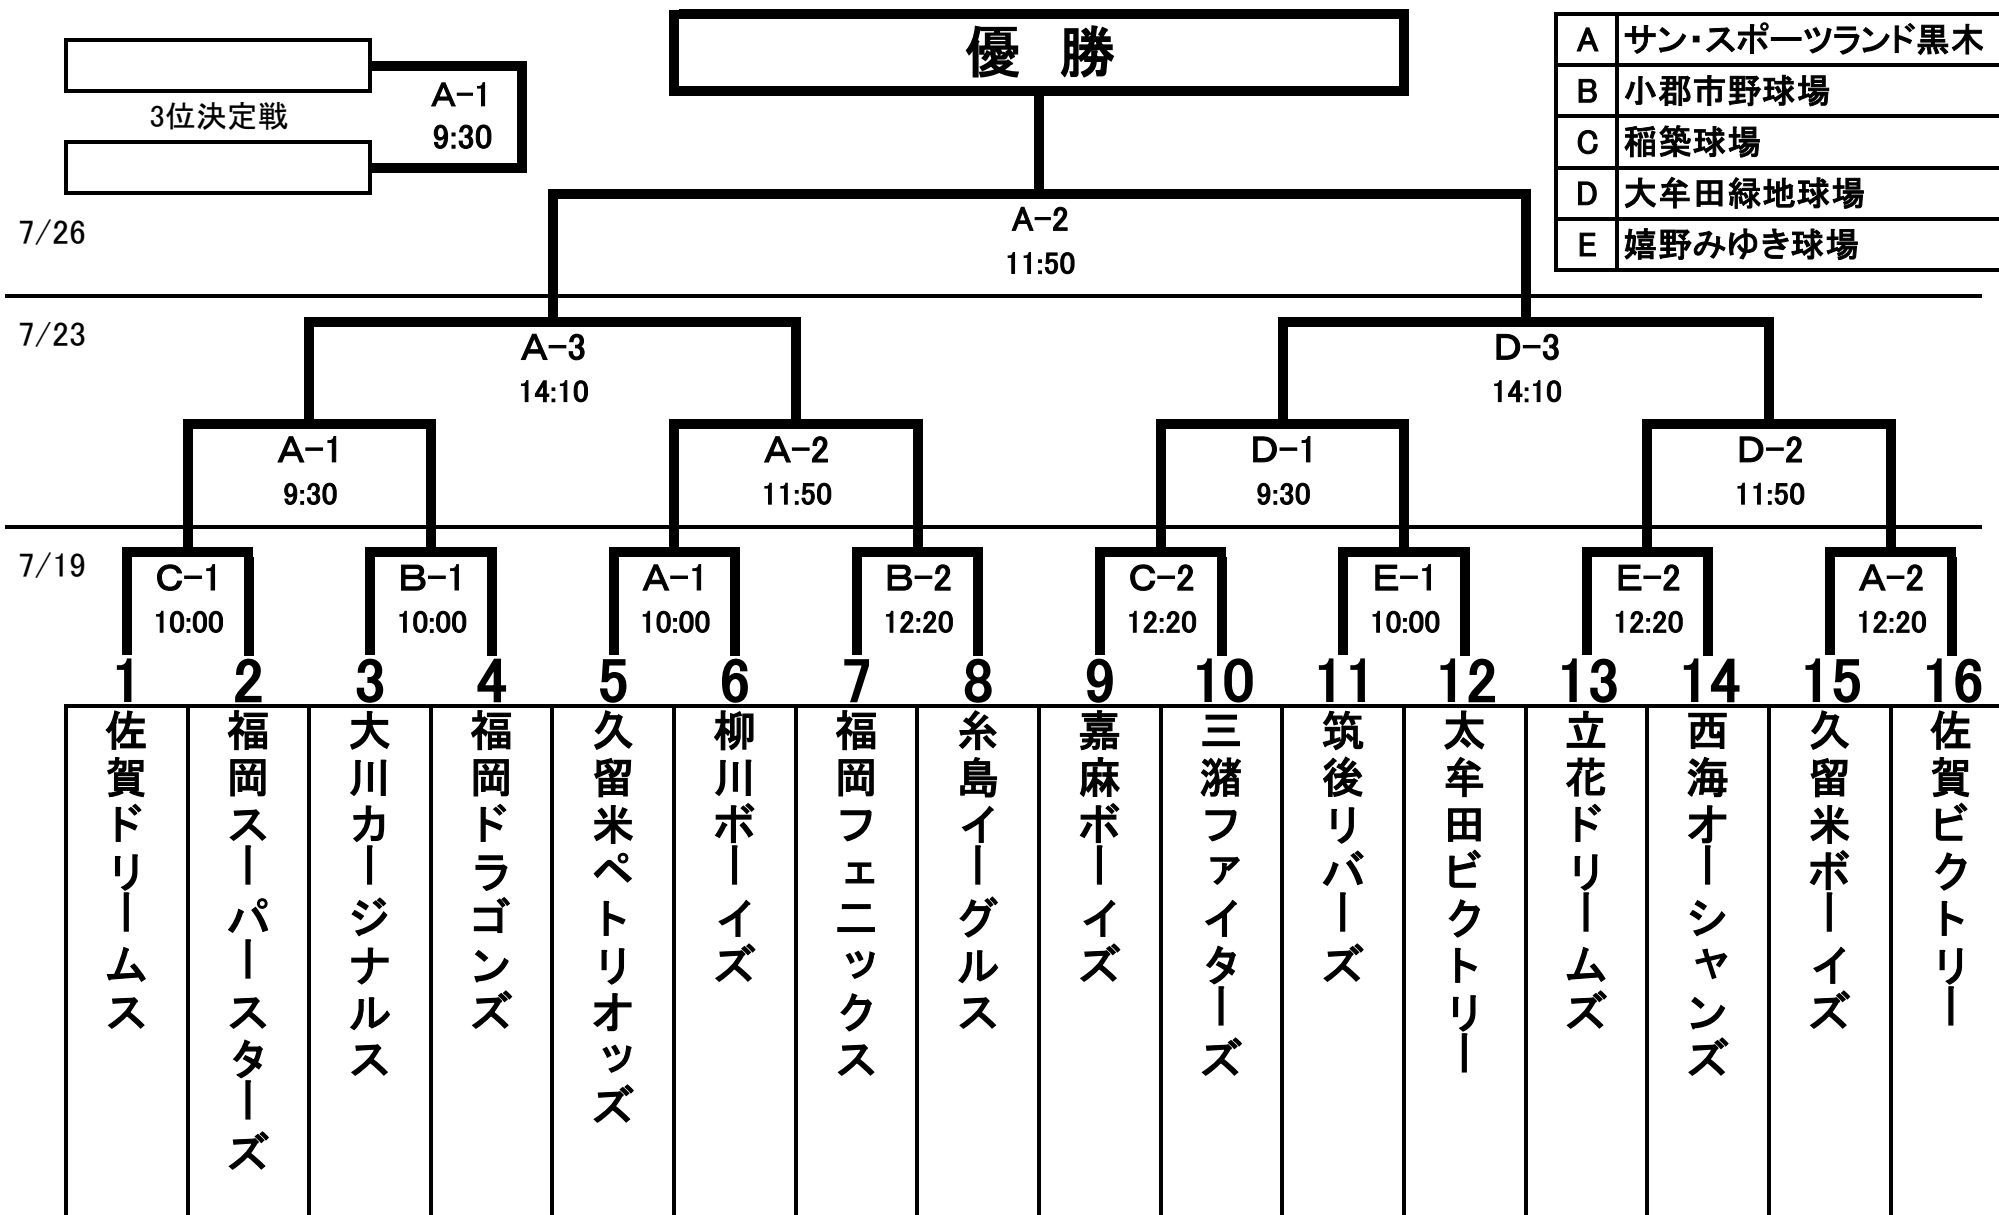 優 勝
A サン・スポーツランド黒木
B 小郡市野球場
C 稲築球場
D 大牟田緑地球場
E 嬉野みゆき球場
A-1
9:30
3位決定戦
7/26
A-2
11:50
7/23
A-3
14:10
D-3
14:10
A-1
9:30
A-2
11:50
D-1
9:30
D-2
11:50
7/19
C-1
10:00
B-1
10:00
A-1
10:00
B-2
12:20
C-2
12:20
E-1
10:00
E-2
12:20
A-2
12:20
1 佐賀ドリームス
2 福岡スーパースターズ
3 大川カージナルス
4 福岡ドラゴンズ
5 久留米ペトリオッズ
6 柳川ボーイズ
7 福岡フェニックス
8 糸島イーグルス
9 嘉麻ボーイズ
10 三潴ファイターズ
11 筑後リバーズ
12 太牟田ビクトリー
13 立花ドリームズ
14 西海オーシャンズ
15 久留米ボーイズ
16 佐賀ビクトリー